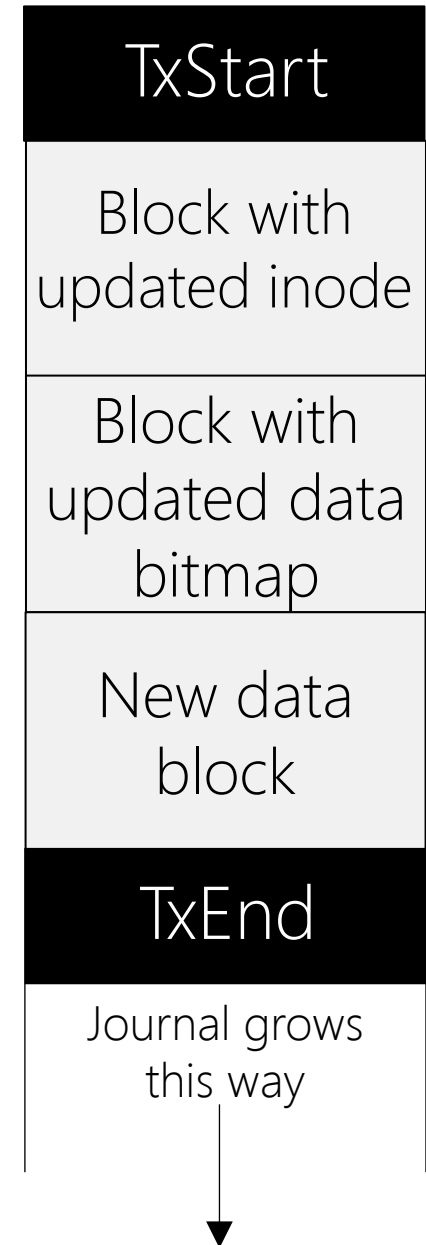 TxStart
Block with
updated inode
Block with
updated data
bitmap
New data
block
TxEnd
Journal grows
this way